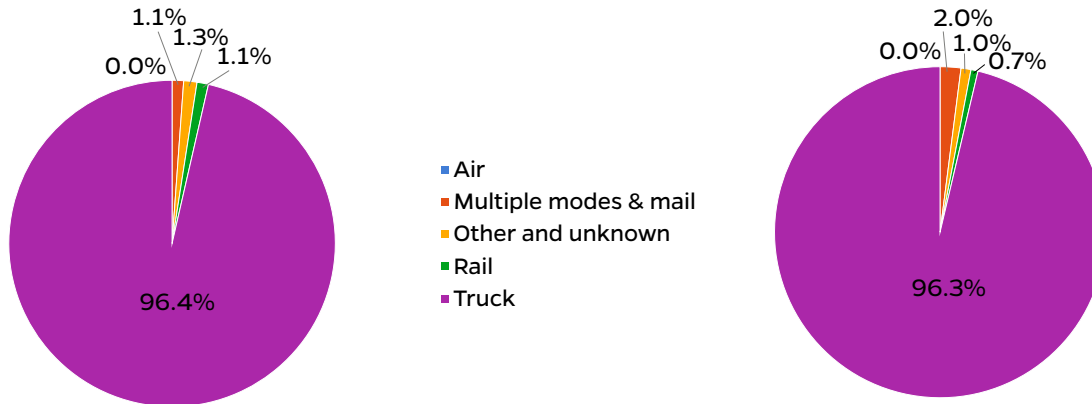 1.1%
1.3%
0.0%
1.1%
96.4%
Air
Multiple modes & mail
Other and unknown
Rail
Truck
2.0%
0.0%
1.0%
0.7%
96.3%